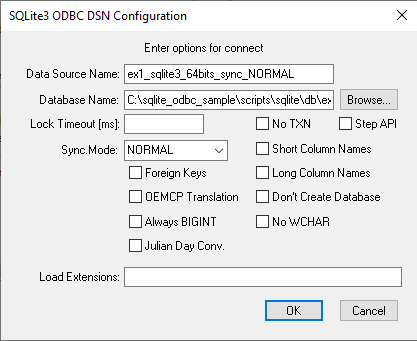 SQLite3 ODBC DSN Configuration
Enter options for connect
Data Source Name: ex1_sqlite3_64bits_sync_NORMAL
Database Name: C:\sqlite_odbc_sample\scripts\sqlite\db\ex Browse...
Lock Timeout [ms]: No TXN Step API
Sync.Mode: NORMAL Short Column Names
Foreign Keys Long Column Names
OEMCP Translation Don't Create Database
Always BIGINT No WCHAR
Julian Day Conv.
Load Extensions:
OK Cancel